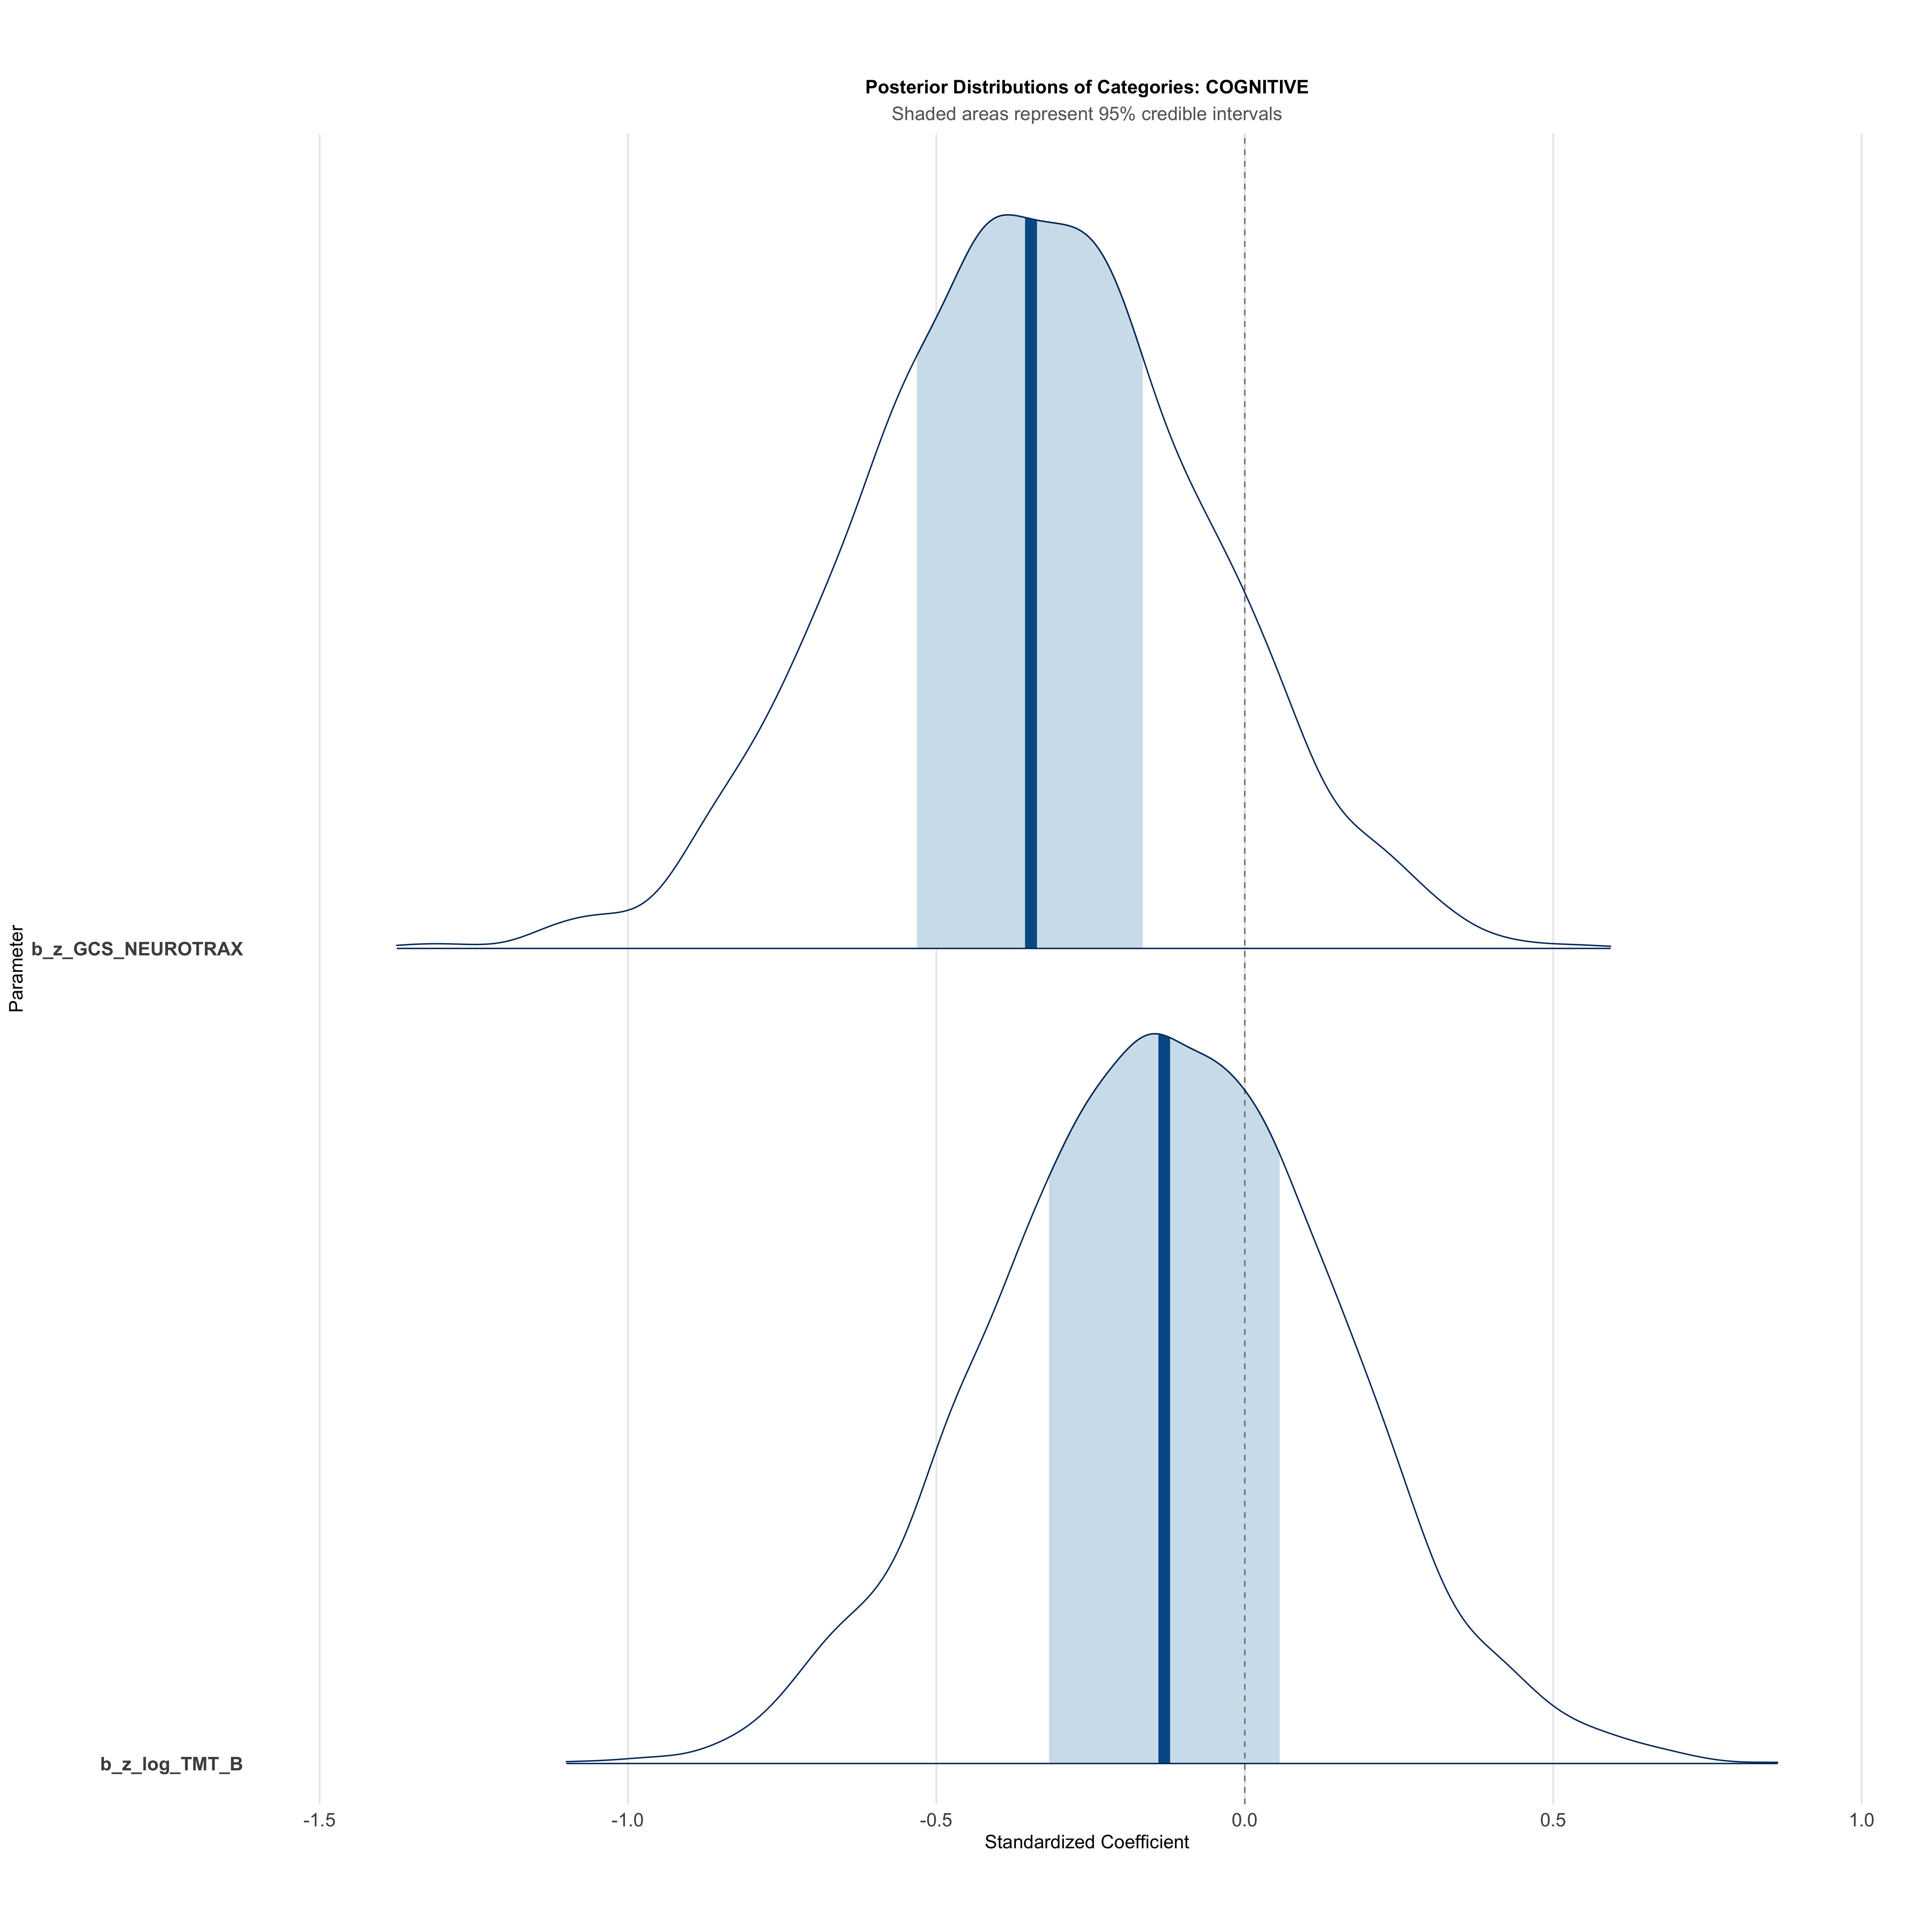 Posterior Distributions of Categories: COGNITIVE
Shaded areas represent 95% credible intervals
Parameter
b_z_GCS_NEUROTRAX
b_z_log_TMT_B
-1.5 -1.0 -0.5 0.0 0.5 1.0
Standardized Coefficient